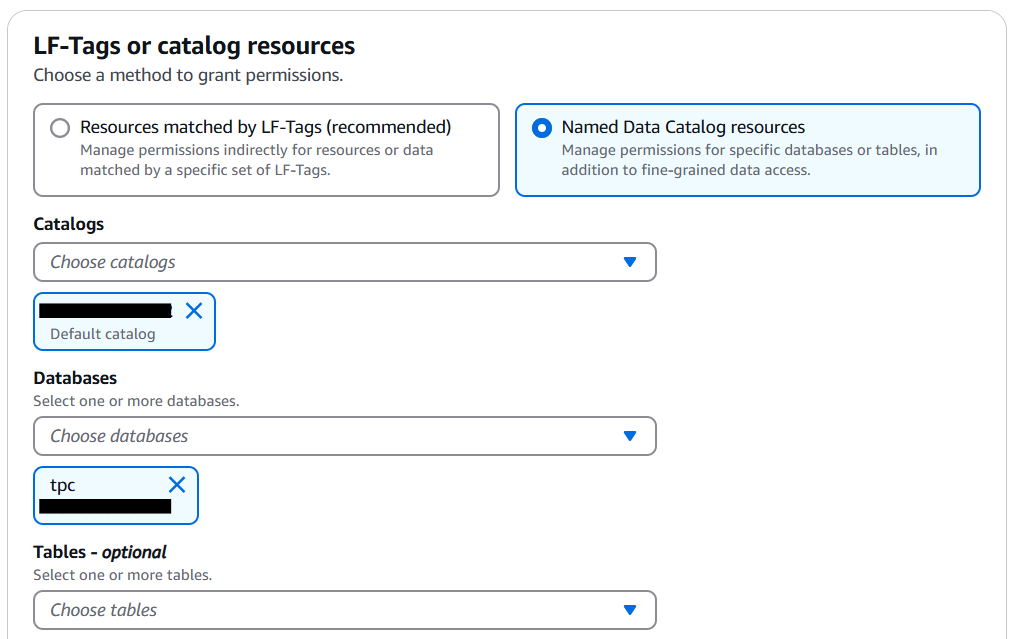 LF-Tags or catalog resources
Choose a method to grant permissions.
Resources matched by LF-Tags (recommended)
Manage permissions indirectly for resources or data
matched by a specific set of LF-Tags.
Named Data Catalog resources
Manage permissions for specific databases or tables, in
addition to fine-grained data access.
Catalogs
Choose catalogs
Default catalog
Databases
Select one or more databases.
Choose databases
tpc
Tables - optional
Select one or more tables.
Choose tables